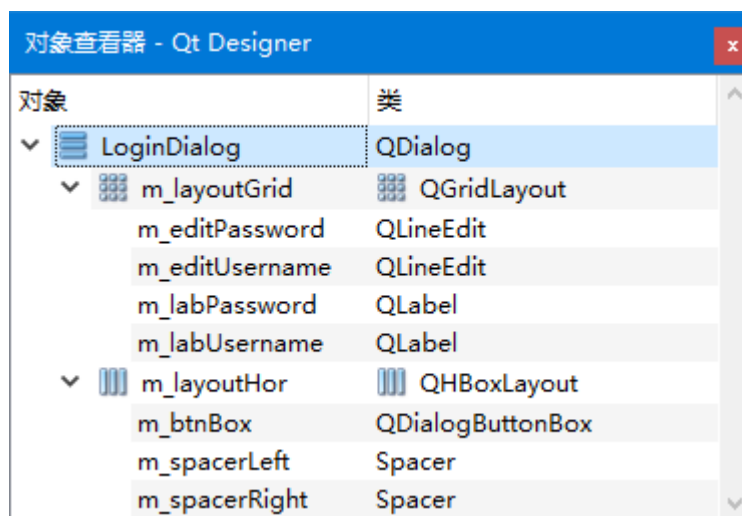 对象查看器 - Qt Designer
对象 类
LoginDialog QDialog
m_layoutGrid QGridLayout
m_editPassword QLineEdit
m_editUsername QLineEdit
m_labPassword QLabel
m_labUsername QLabel
m_layoutHor QHBoxLayout
m_btnBox QDialogButtonBox
m_spacerLeft Spacer
m_spacerRight Spacer